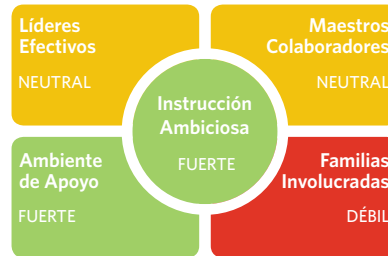 Líderes
Efectivos
NEUTRAL
Maestros
Colaboradores
NEUTRAL
Instrucción
Ambiciosa
FUERTE
Ambiente
de Apoyo
FUERTE
Familias
Involucradas
DÉBIL